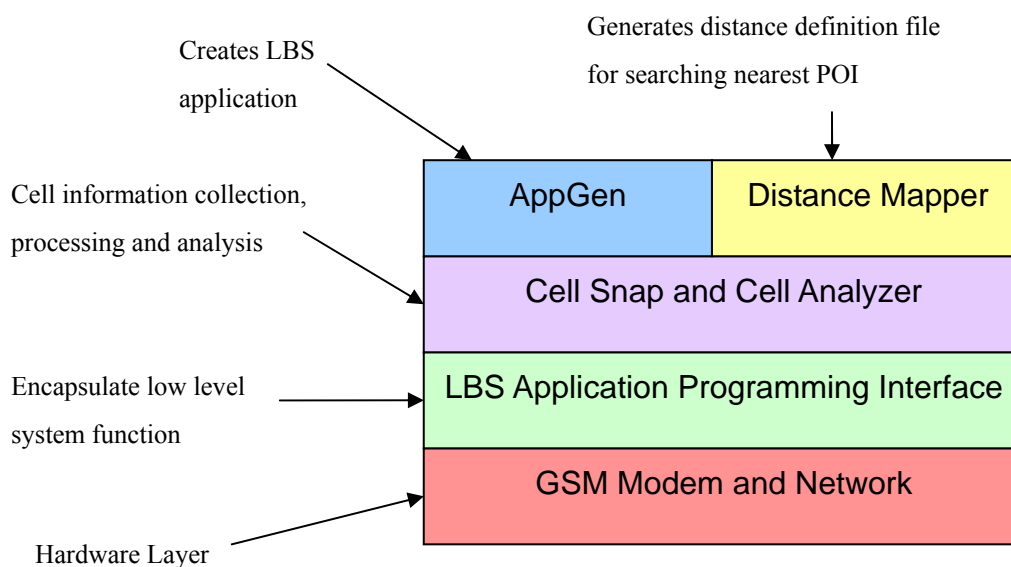 Creates LBS
application
Generates distance definition file
for searching nearest POI
Cell information collection,
processing and analysis
AppGen
Distance Mapper
Cell Snap and Cell Analyzer
Encapsulate low level
system function
LBS Application Programming Interface
GSM Modem and Network
Hardware Layer